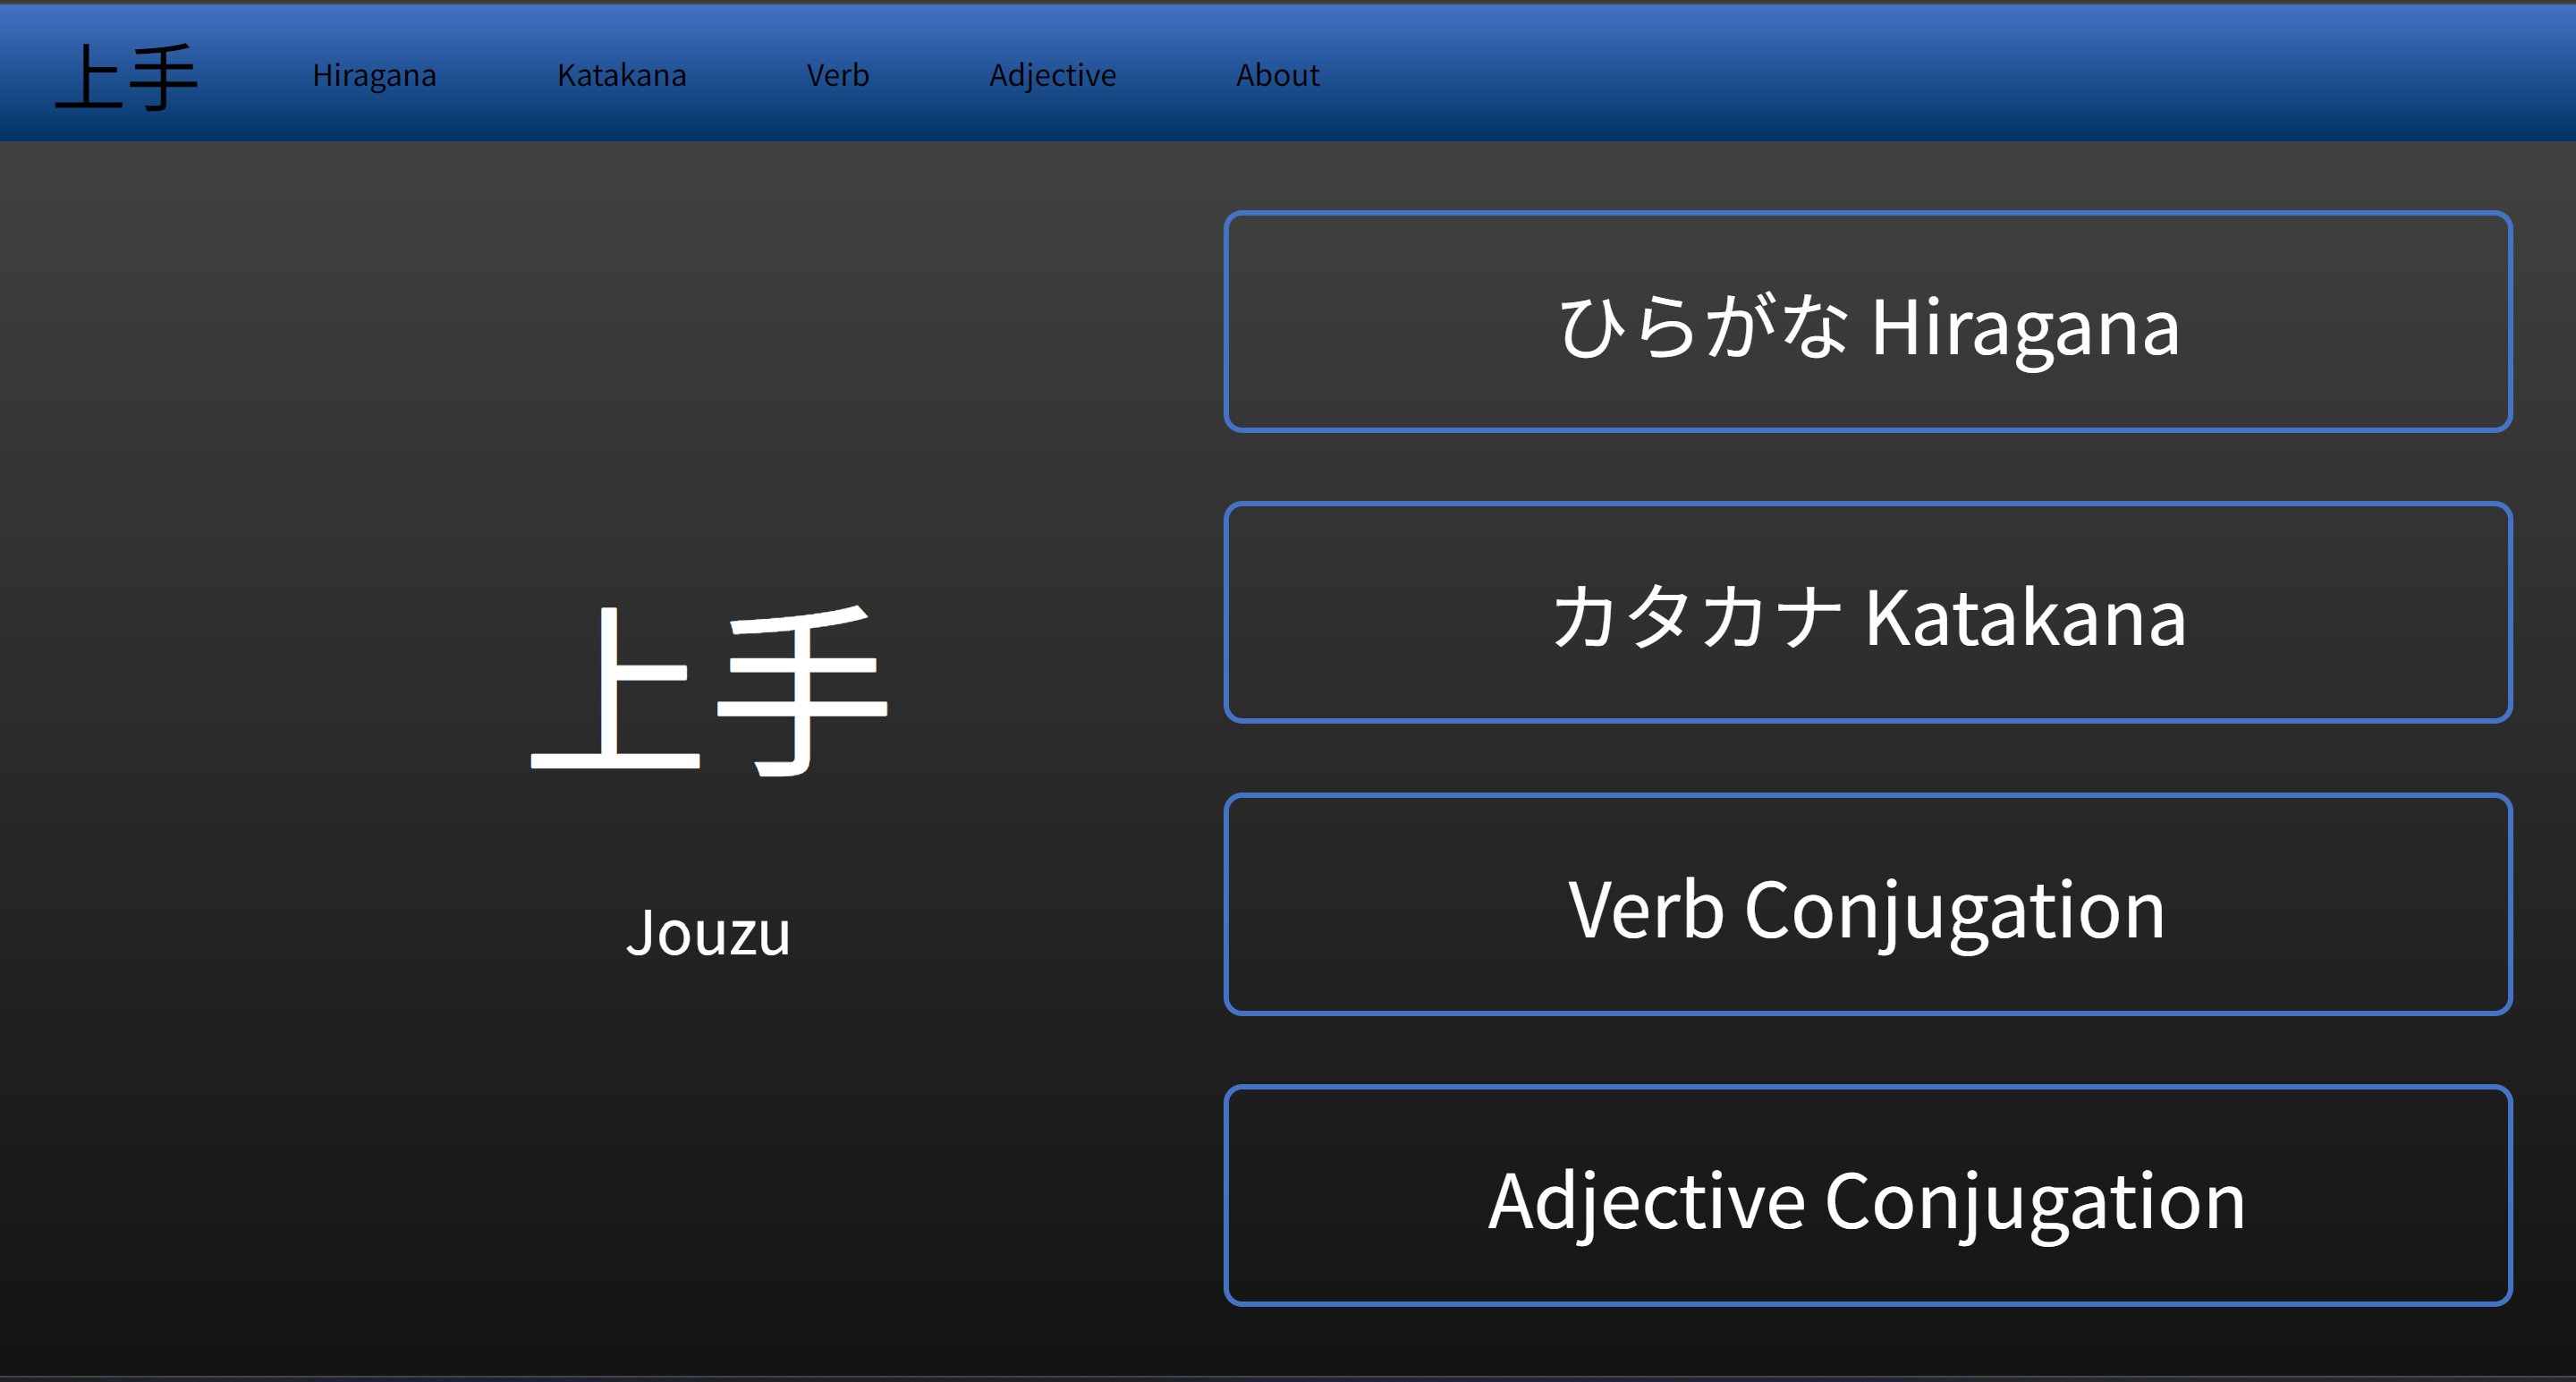 上手 Hiragana Katakana Verb Adjective About
上手
Jouzu
ひらがな Hiragana
カタカナ Katakana
Verb Conjugation
Adjective Conjugation